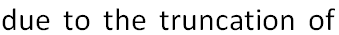 due to the truncation of